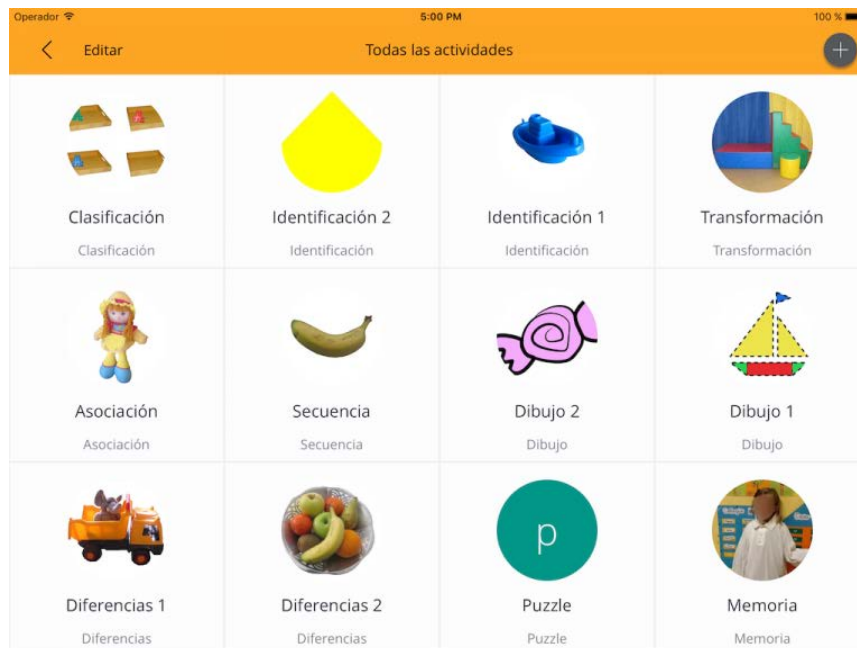 Operador 5:00 PM 100 %
Editar Todas las actividades
Clasificación Identificación 2 Identificación 1 Transformación
Clasificación Identificación Identificación Transformación
Asociación Secuencia Dibujo 2 Dibujo 1
Asociación Secuencia Dibujo Dibujo
p
Diferencias 1 Diferencias 2 Puzzle Memoria
Diferencias Diferencias Puzzle Memoria